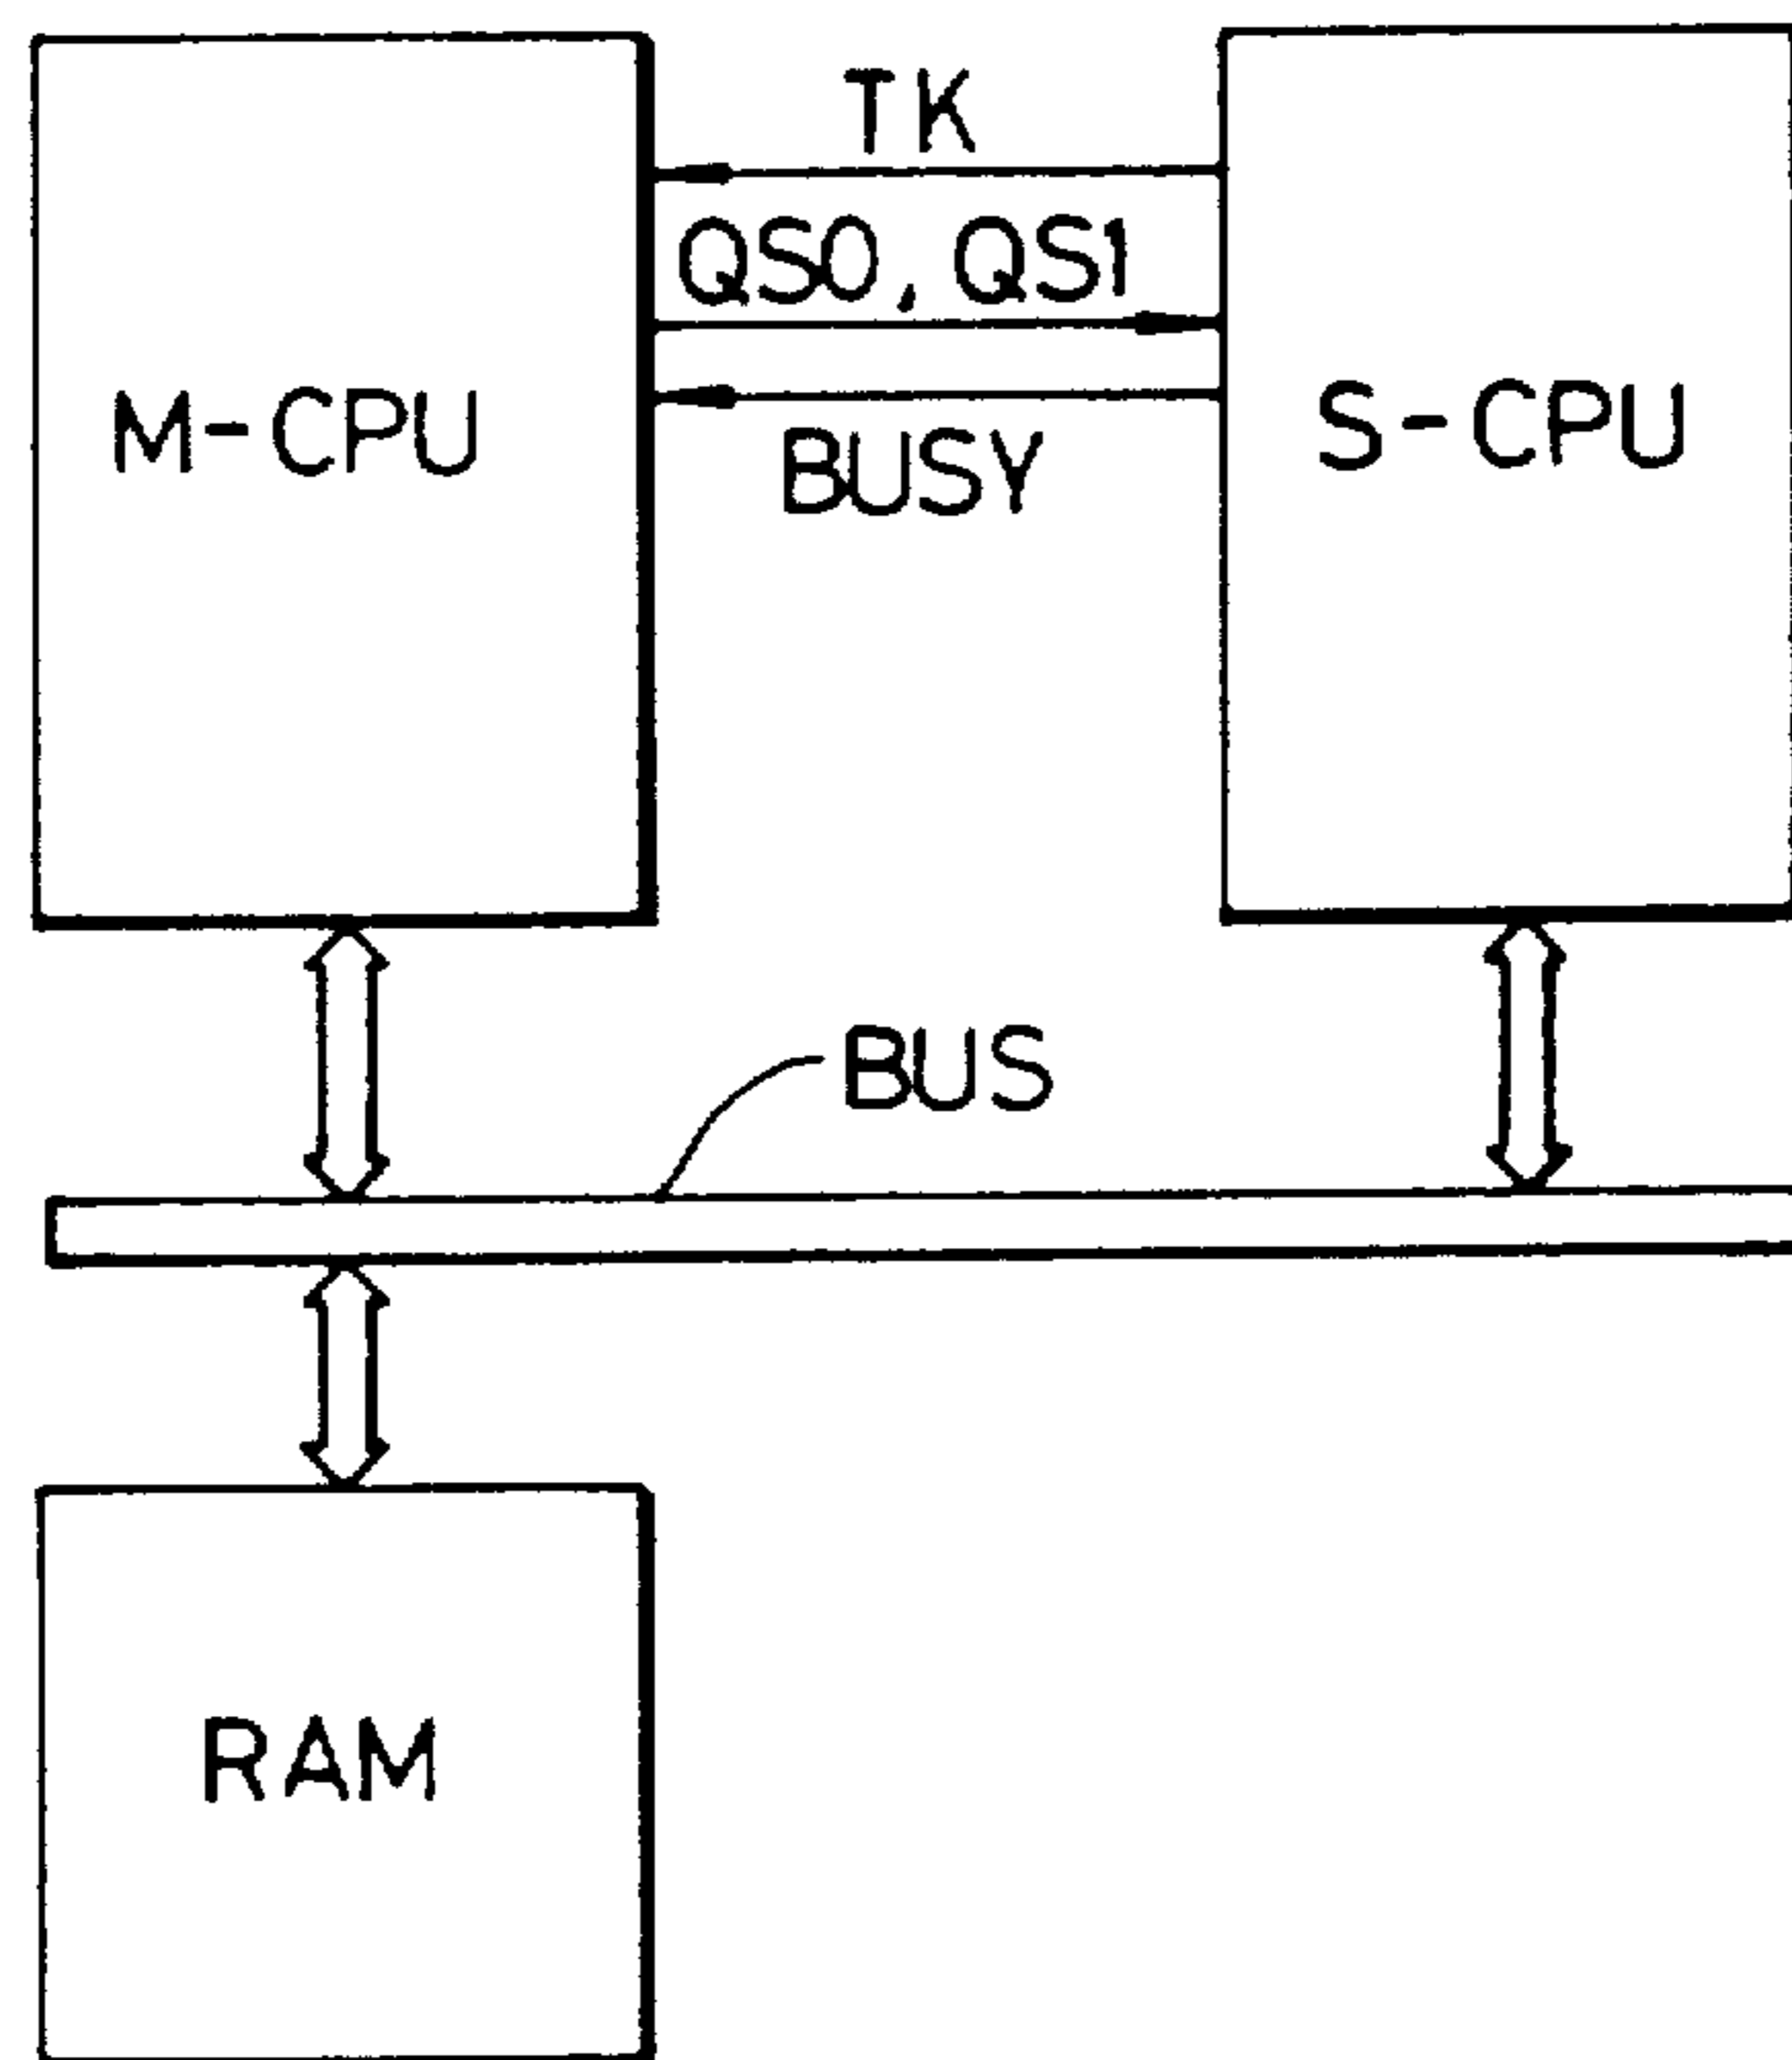 TK
QS0, QS1
M-CPU
S-CPU
BUSY
BUS
RAM